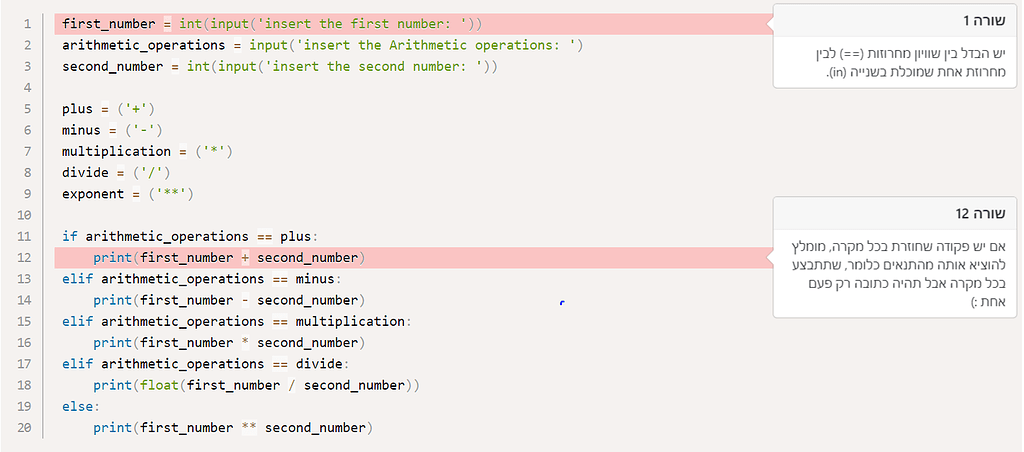 1 first_number = int(input('insert the first number: '))
2 arithmetic_operations = input('insert the Arithmetic operations: ')
3 second_number = int(input('insert the second number: '))
4
5 plus = ('+')
6 minus = ('-')
7 multiplication = ('*')
8 divide = ('/')
9 exponent = ('**')
10
11 if arithmetic_operations == plus:
12     print(first_number + second_number)
13 elif arithmetic_operations == minus:
14     print(first_number - second_number)
15 elif arithmetic_operations == multiplication:
16     print(first_number * second_number)
17 elif arithmetic_operations == divide:
18     print(float(first_number / second_number))
19 else:
20     print(first_number ** second_number)
שורה 1
יש הבדל בין שוויון מחרוזות (==) לבין
מחרוזת אחת שמוכלת בשנייה (in).
שורה 12
אם יש פקודה שחוזרת בכל מקרה, מומלץ
להוציא אותה מהתנאים כלומר, שתתבצע
בכל מקרה אבל תהיה כתובה רק פעם
אחת :)